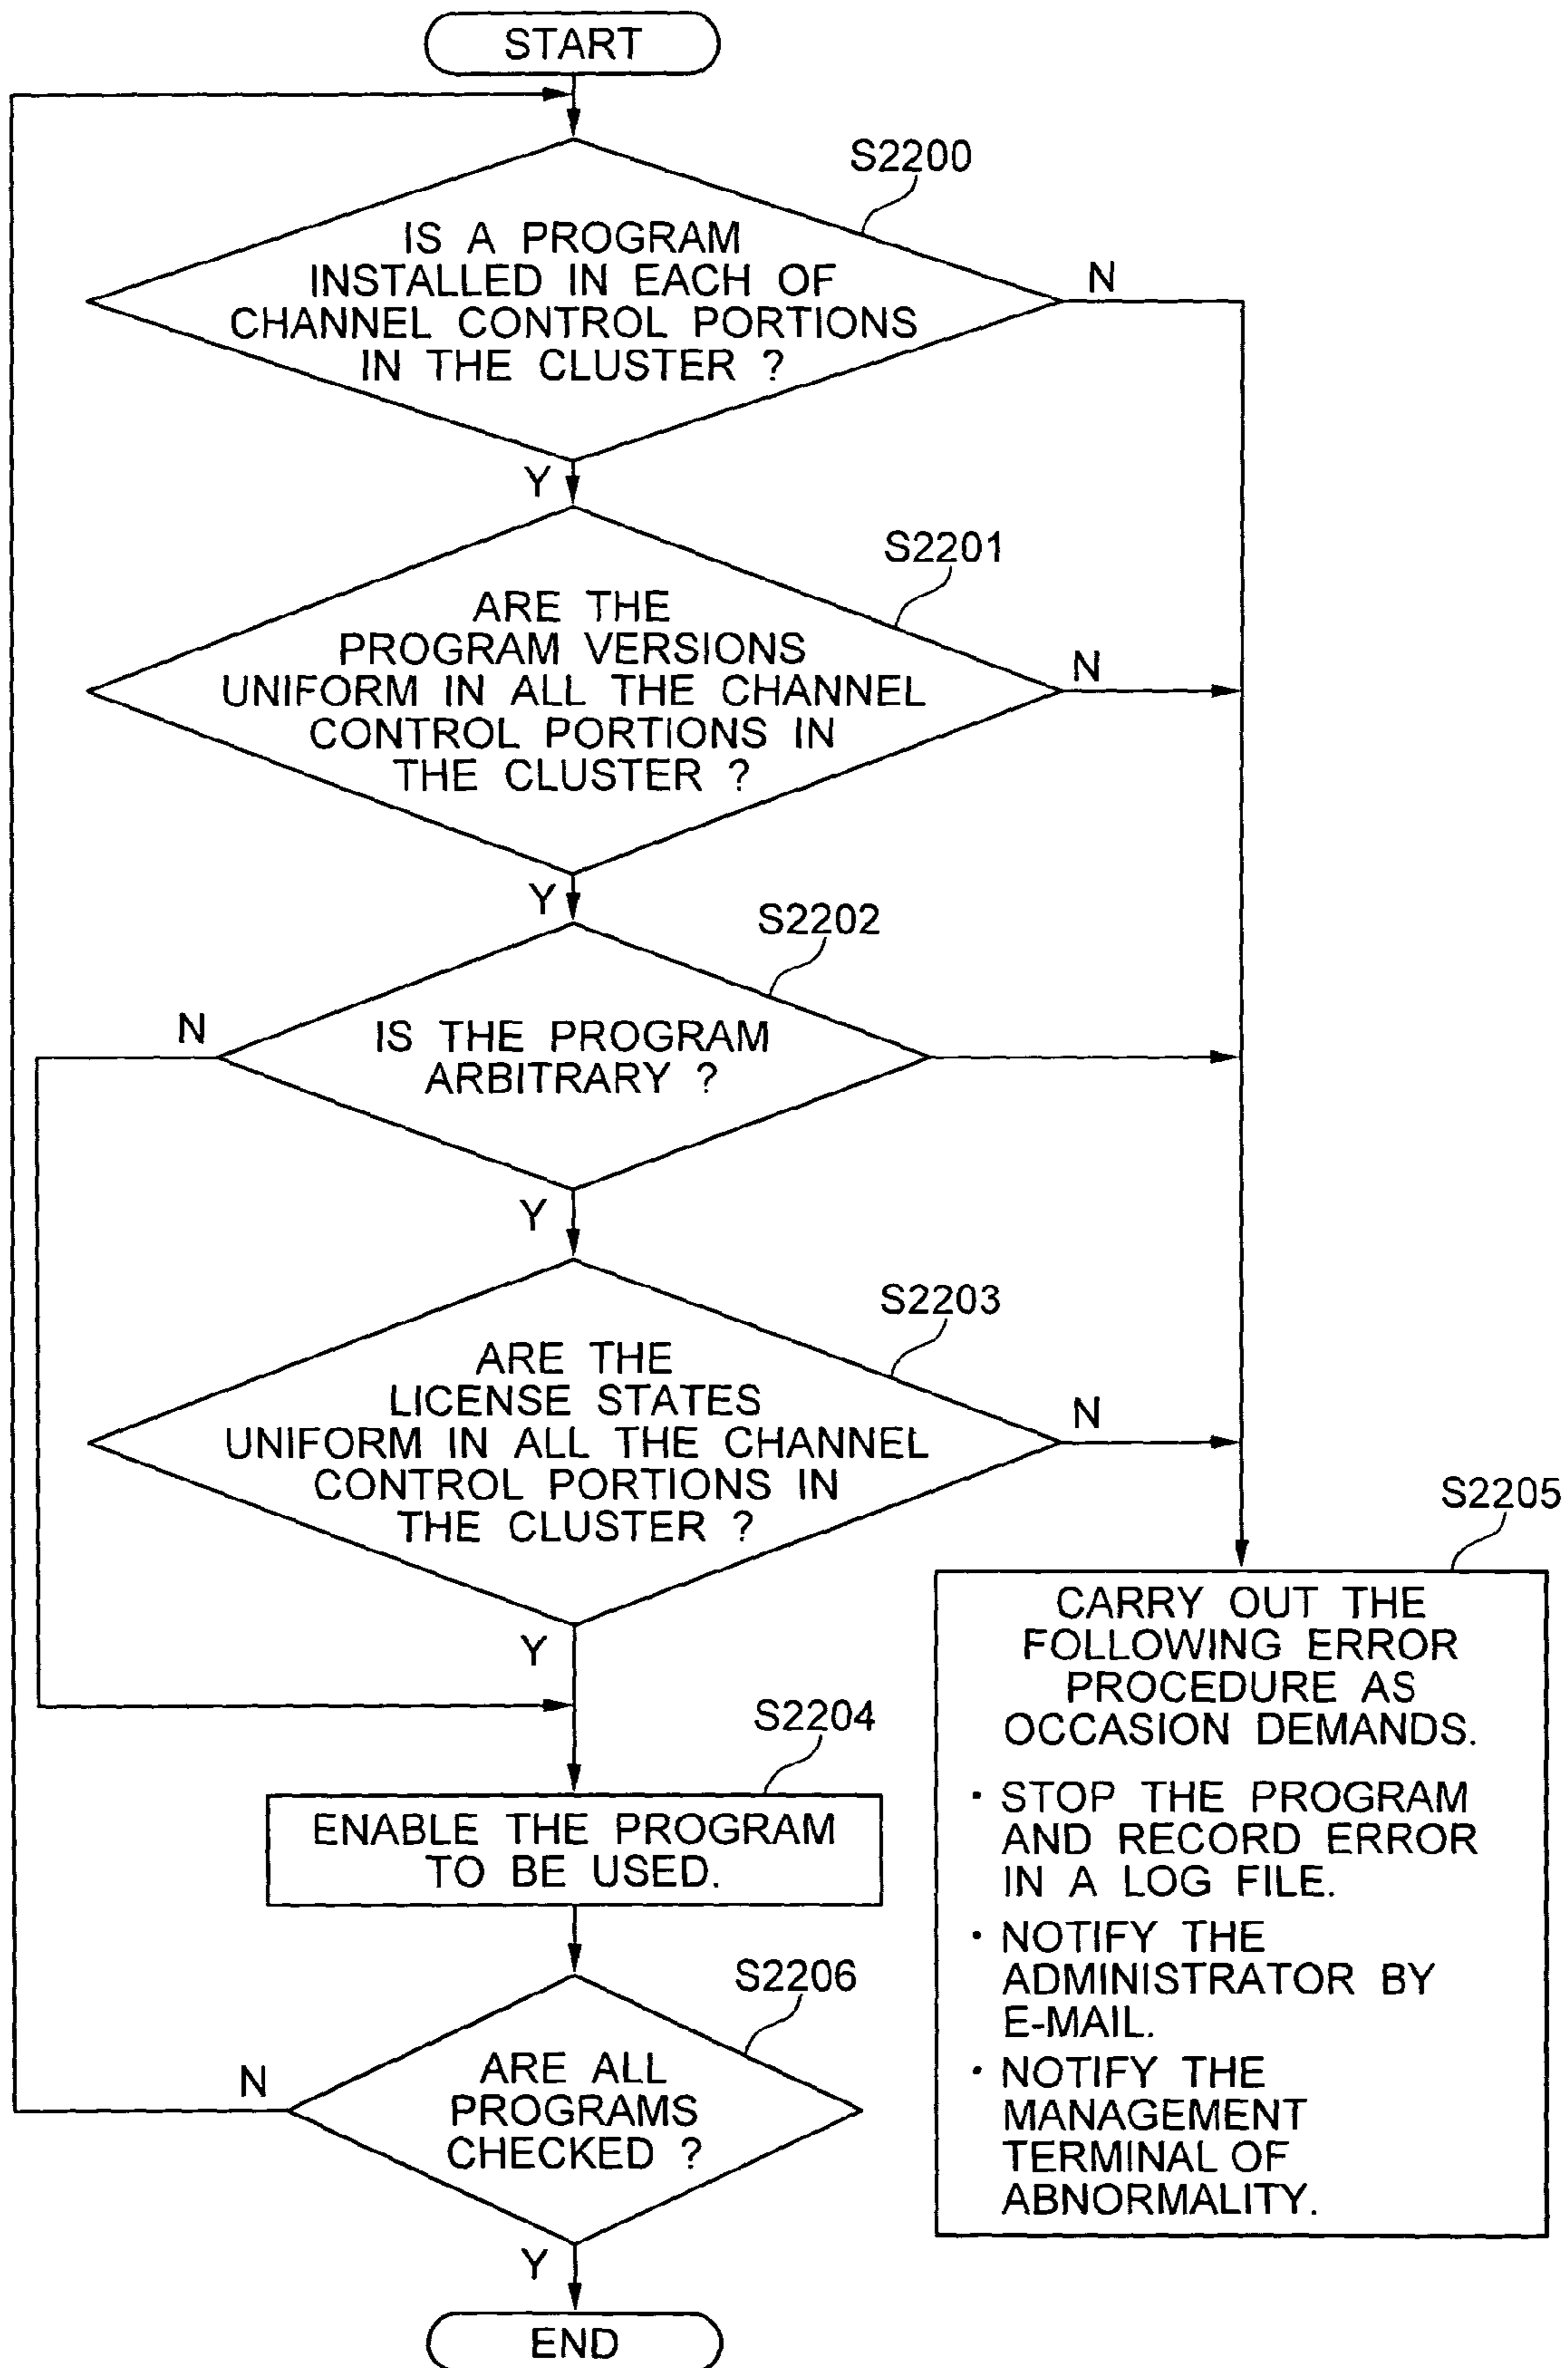 START
S2200
IS A PROGRAM
INSTALLED IN EACH OF
CHANNEL CONTROL PORTIONS
IN THE CLUSTER ?
N
Y
S2201
ARE THE
PROGRAM VERSIONS
UNIFORM IN ALL THE CHANNEL
CONTROL PORTIONS IN
THE CLUSTER ?
N
Y
S2202
N
IS THE PROGRAM
ARBITRARY ?
Y
S2203
ARE THE
LICENSE STATES
UNIFORM IN ALL THE CHANNEL
CONTROL PORTIONS IN
THE CLUSTER ?
N
Y
S2204
ENABLE THE PROGRAM
TO BE USED.
S2206
N
ARE ALL
PROGRAMS
CHECKED ?
Y
END
S2205
CARRY OUT THE
FOLLOWING ERROR
PROCEDURE AS
OCCASION DEMANDS.
· STOP THE PROGRAM
AND RECORD ERROR
IN A LOG FILE.
· NOTIFY THE
ADMINISTRATOR BY
E-MAIL.
· NOTIFY THE
MANAGEMENT
TERMINAL OF
ABNORMALITY.